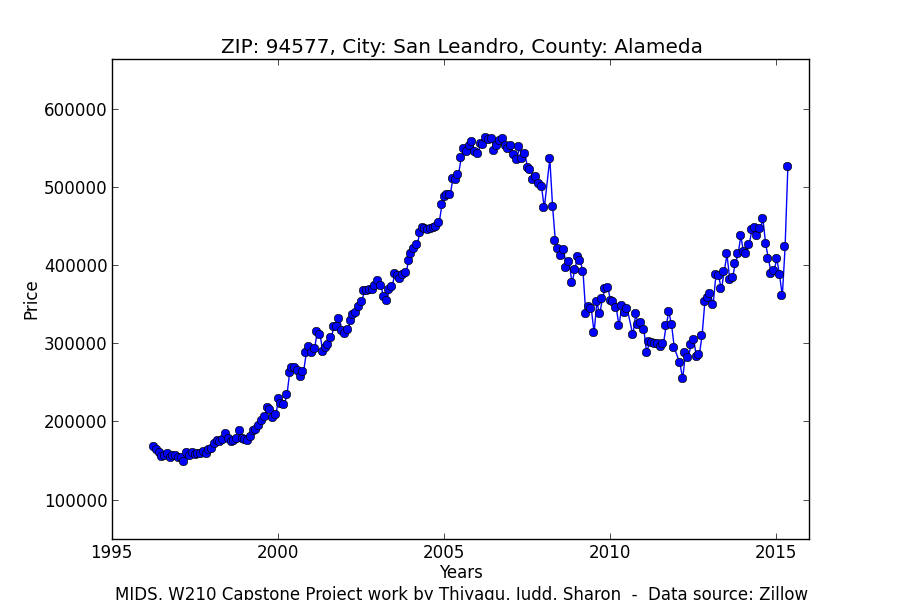 ZIP: 94577, City: San Leandro, County: Alameda
600000
500000
400000
300000
200000
100000
Price
1995 2000 2005 2010 2015
Years
MIDS, W210 Capstone Project work by Thiyagu, Judd, Sharon - Data source: Zillow